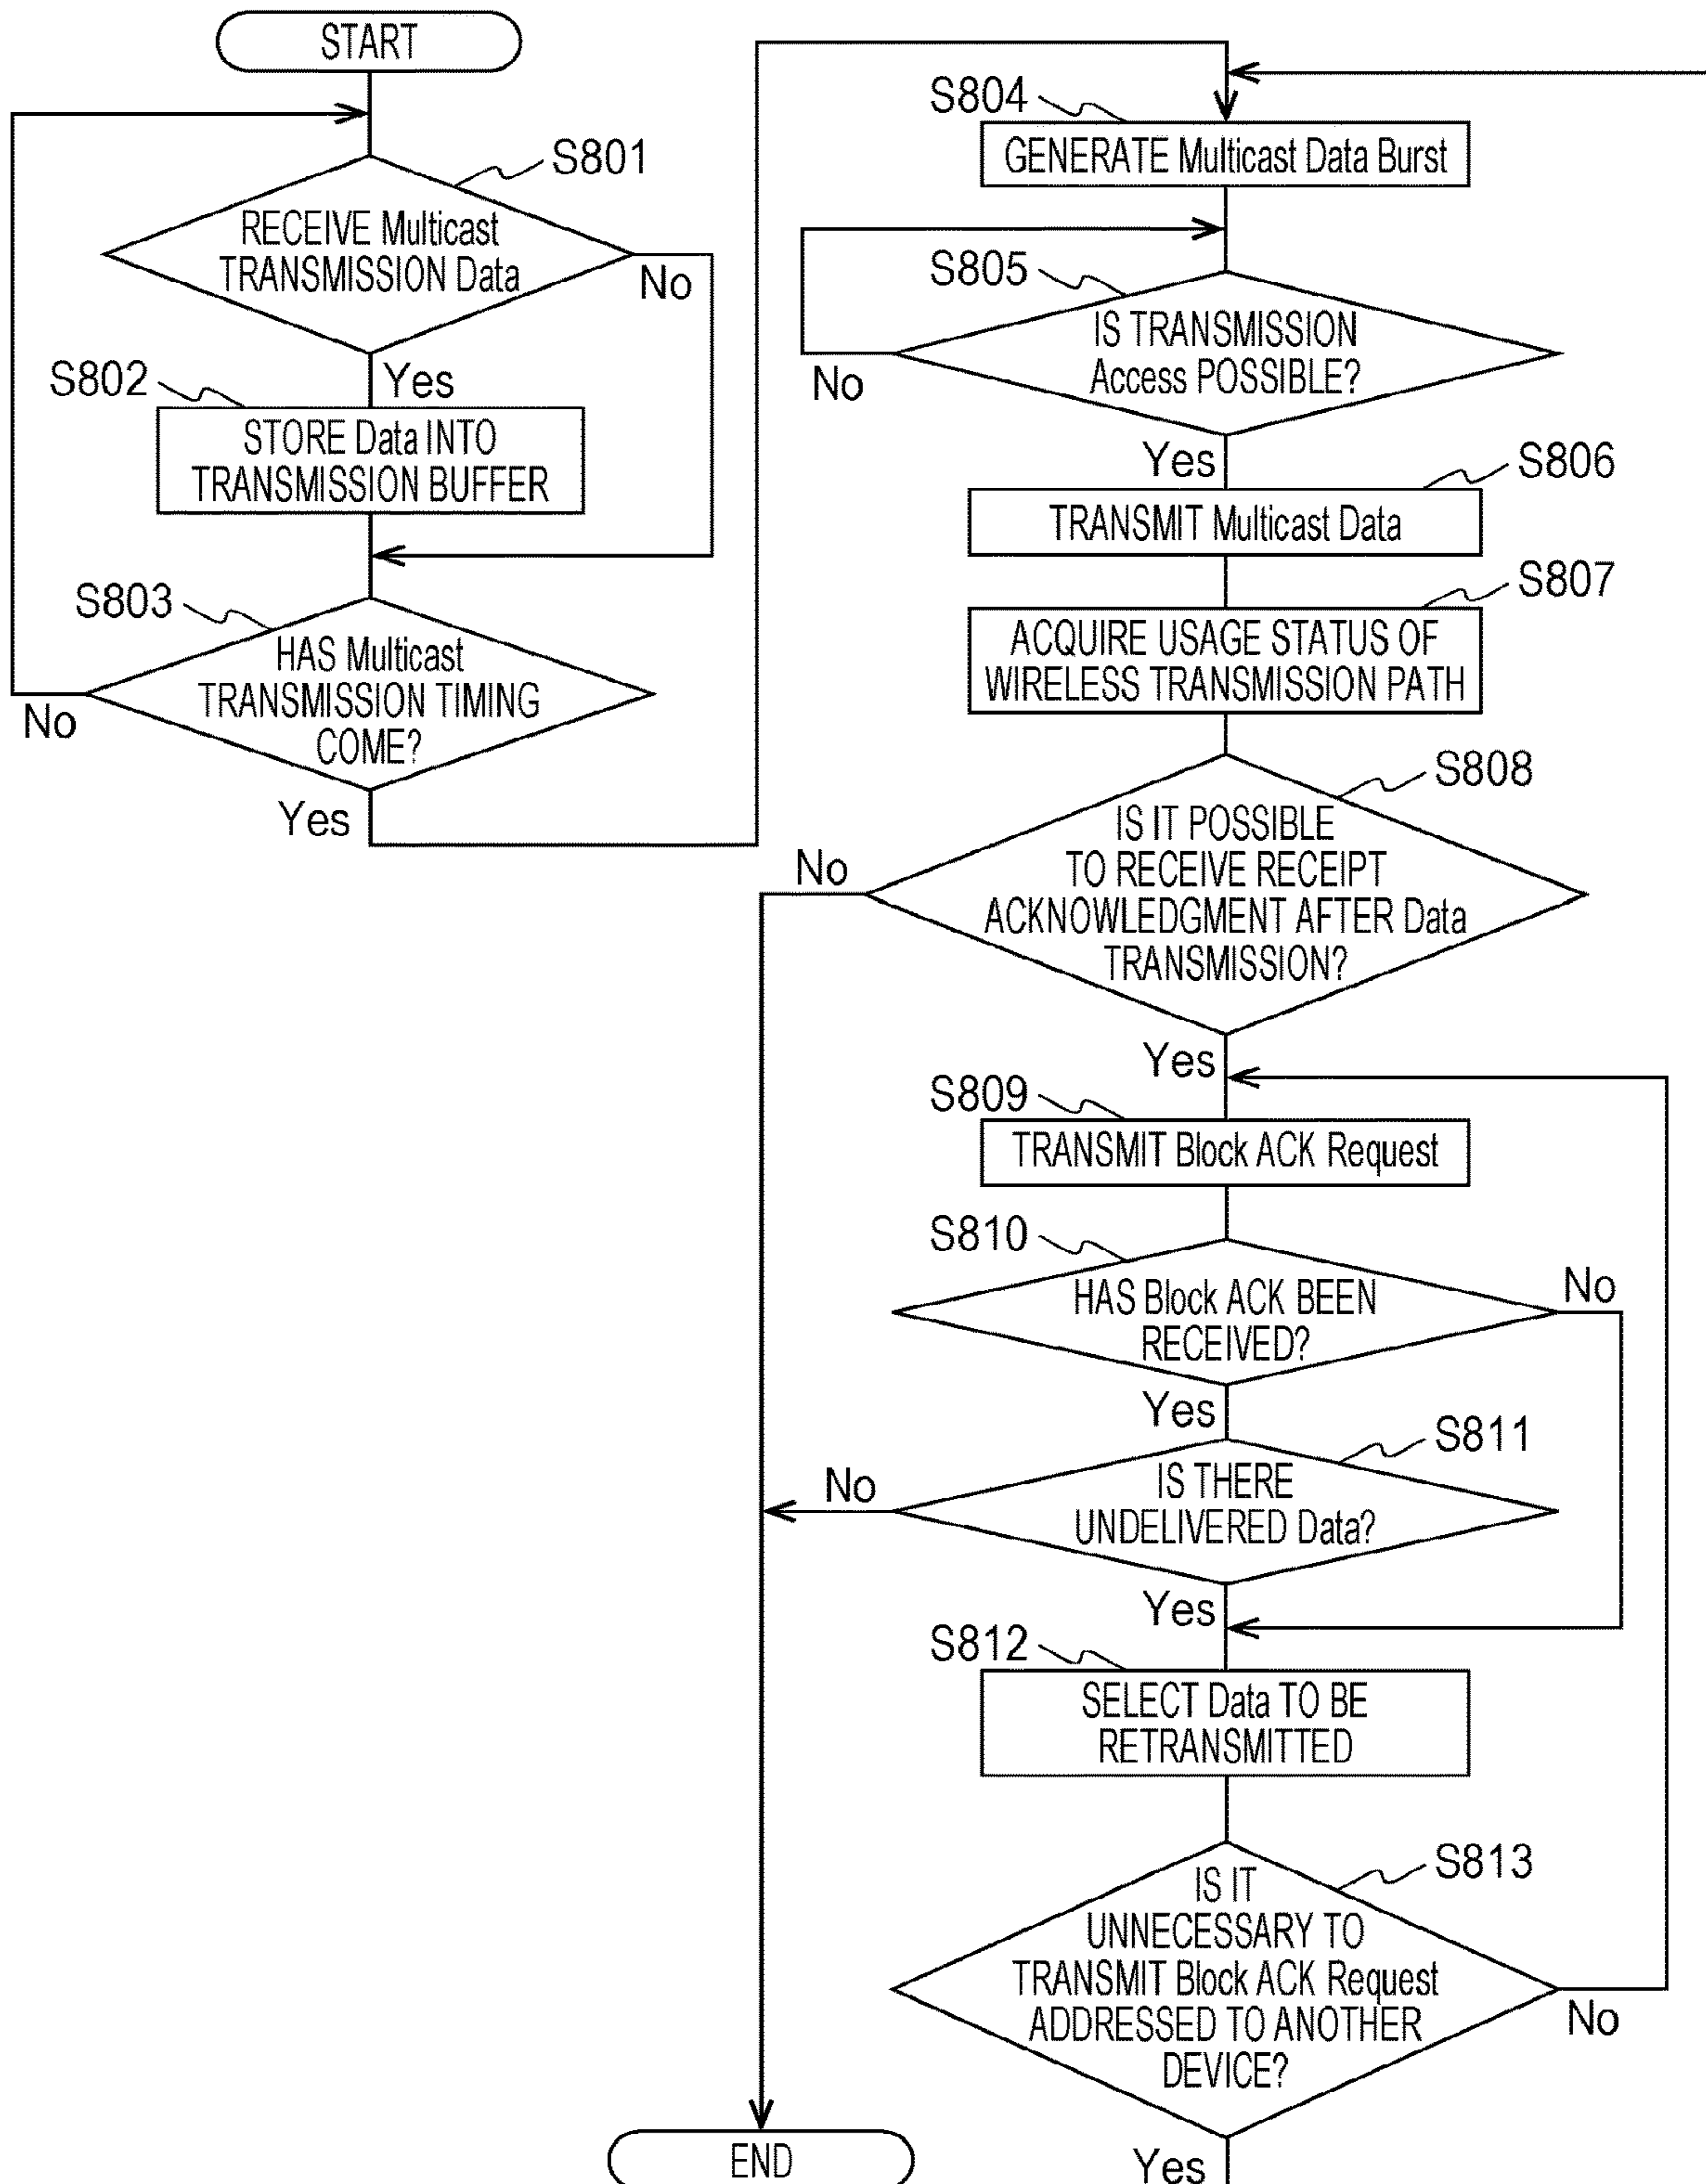 START
S801
RECEIVE Multicast
TRANSMISSION Data
No
Yes
S802
STORE Data INTO
TRANSMISSION BUFFER
S803
HAS Multicast
TRANSMISSION TIMING
COME?
No
Yes
S804
GENERATE Multicast Data Burst
S805
IS TRANSMISSION
Access POSSIBLE?
No
Yes
S806
TRANSMIT Multicast Data
S807
ACQUIRE USAGE STATUS OF
WIRELESS TRANSMISSION PATH
S808
IS IT POSSIBLE
TO RECEIVE RECEIPT
ACKNOWLEDGMENT AFTER Data
TRANSMISSION?
No
Yes
S809
TRANSMIT Block ACK Request
S810
HAS Block ACK BEEN
RECEIVED?
No
Yes
S811
IS THERE
UNDELIVERED Data?
No
Yes
S812
SELECT Data TO BE
RETRANSMITTED
S813
IS IT
UNNECESSARY TO
TRANSMIT Block ACK Request
ADDRESSED TO ANOTHER
DEVICE?
No
Yes
END